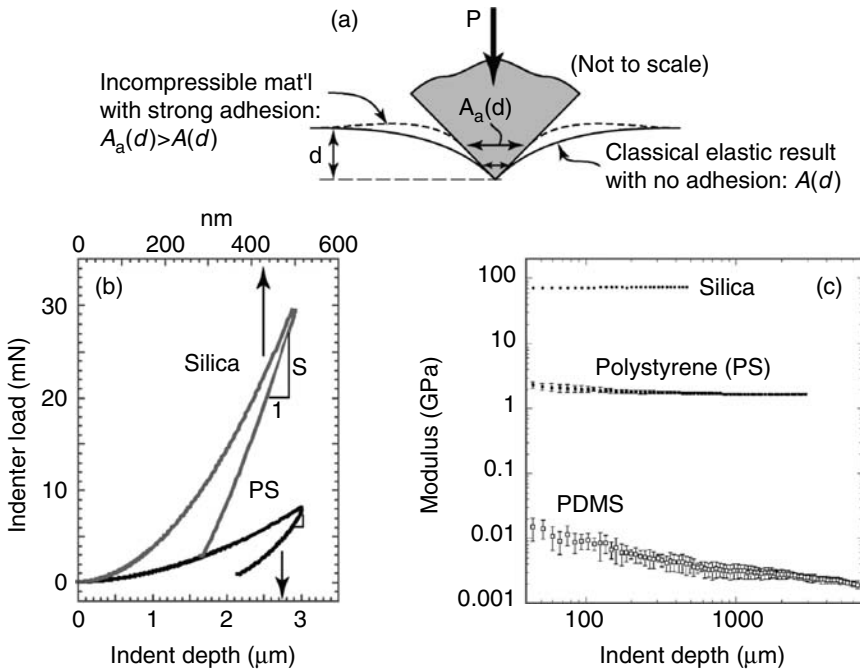 (a)
P
(Not to scale)
Incompressible mat'l
with strong adhesion:
Aa(d)>A(d)
Aa(d)
d
Classical elastic result
with no adhesion: A(d)
nm
0 200 400 600
(b)
30
20
10
0
Indenter load (mN)
Silica
S
1
PS
0 1 2 3
Indent depth (μm)
(c)
100
10
1
0.1
0.01
0.001
Modulus (GPa)
Silica
Polystyrene (PS)
PDMS
100 1000
Indent depth (μm)